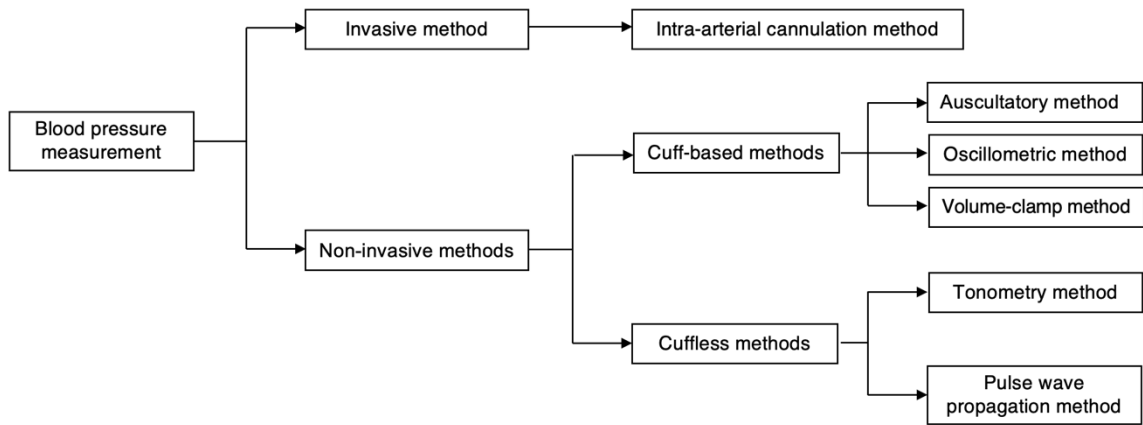 Invasive method
Intra-arterial cannulation method
Blood pressure
measurement
Auscultatory method
Cuff-based methods
Oscillometric method
Volume-clamp method
Non-invasive methods
Tonometry method
Cuffless methods
Pulse wave
propagation method